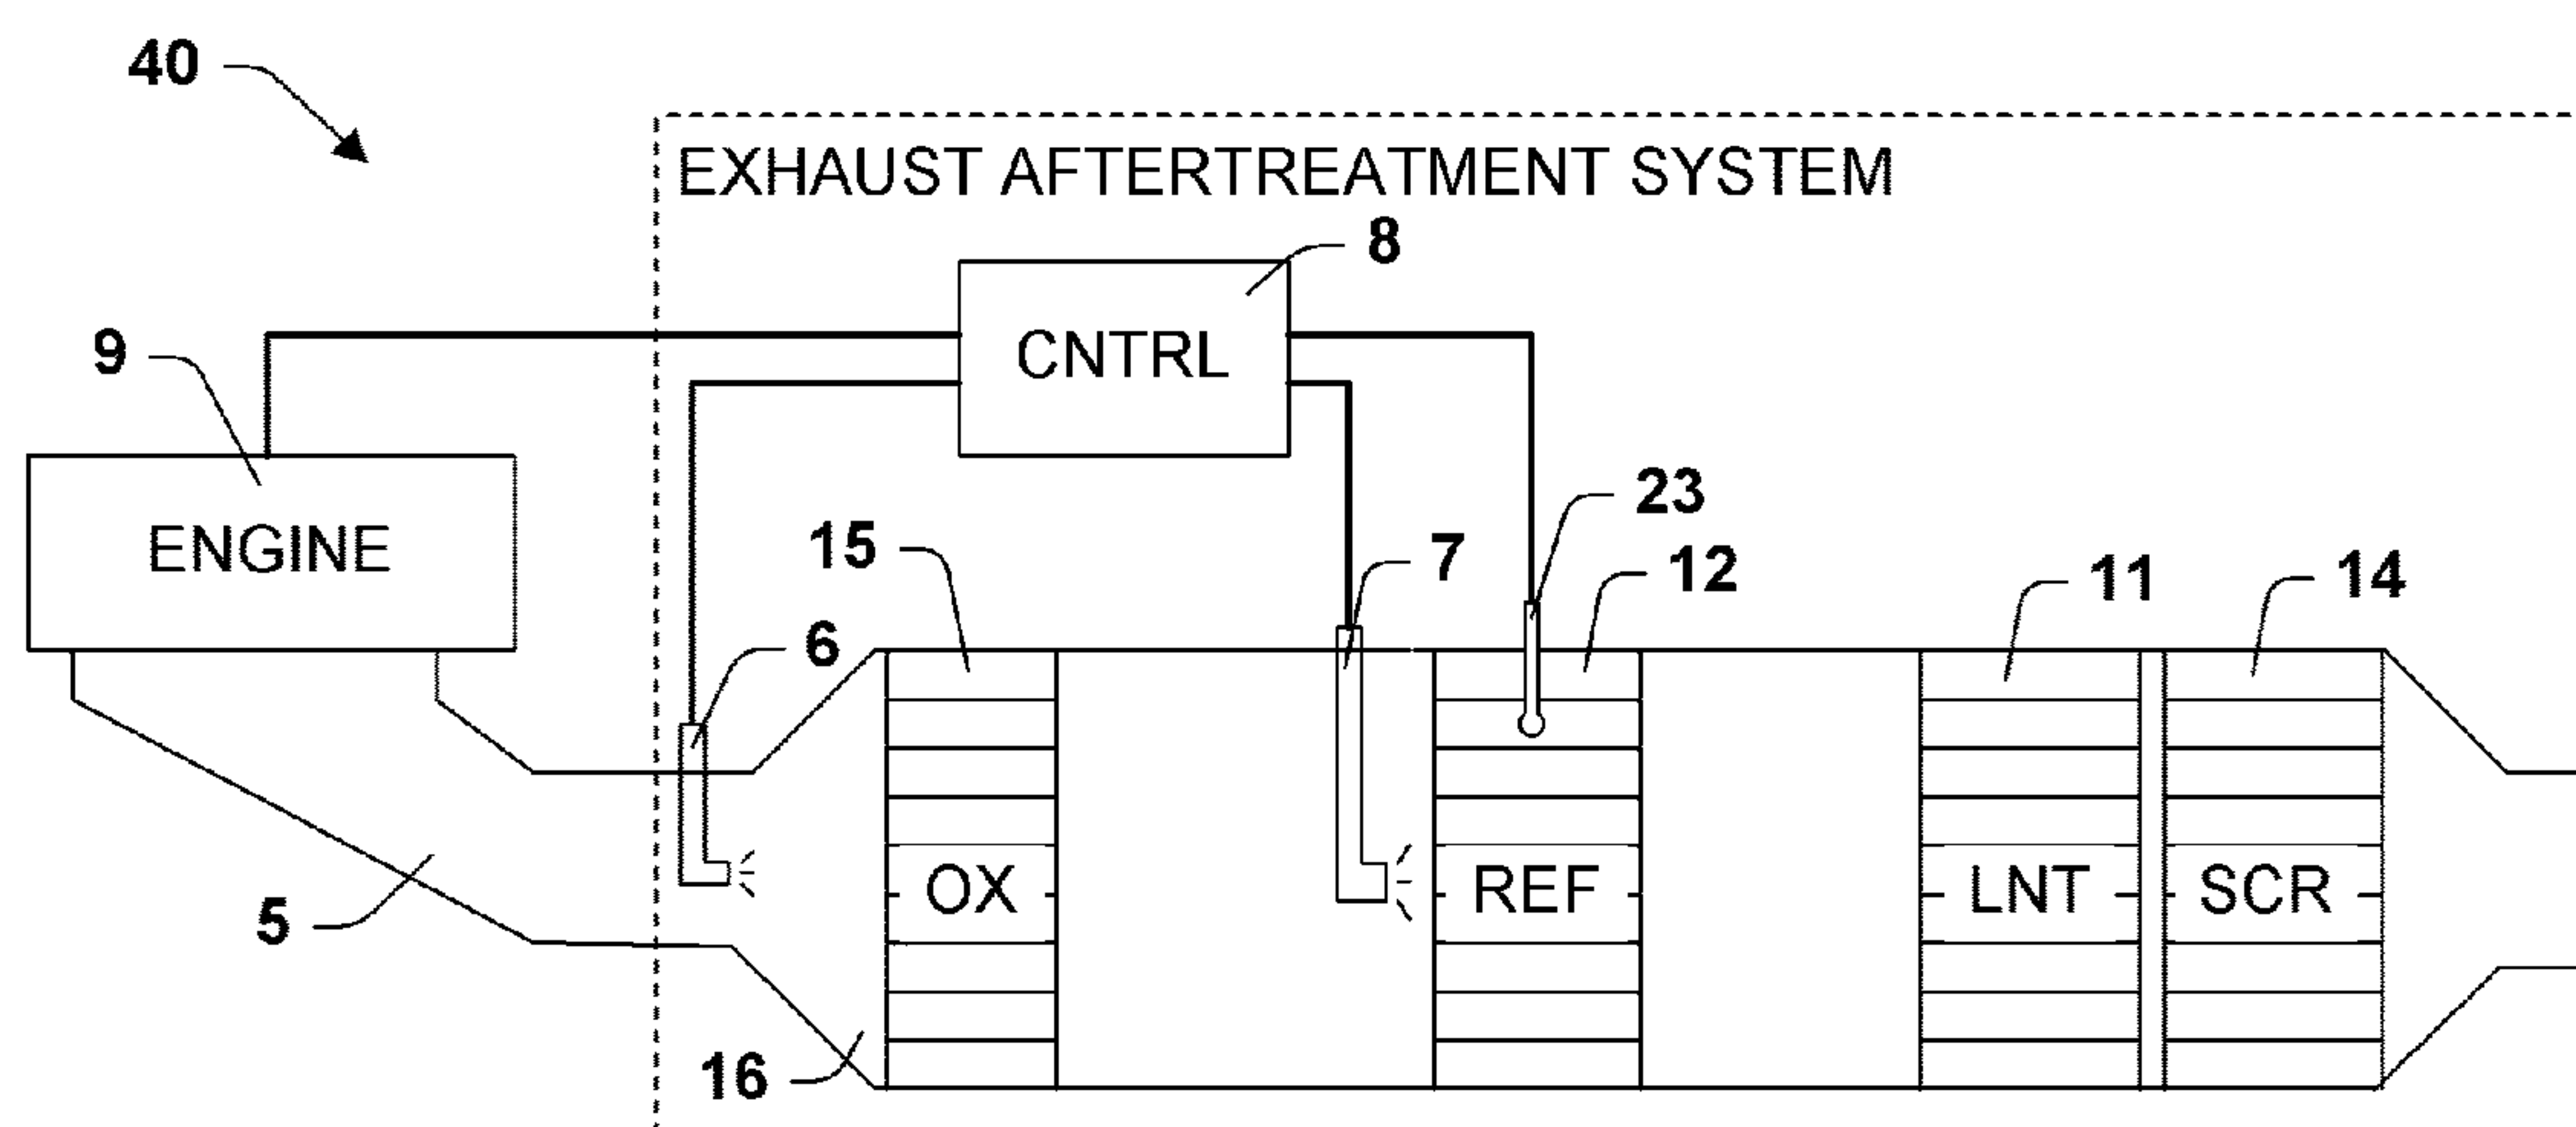 40
EXHAUST AFTERTREATMENT SYSTEM
8
9
CNTRL
23
15
ENGINE
7
12
11
14
6
OX
REF
LNT
SCR
5
16